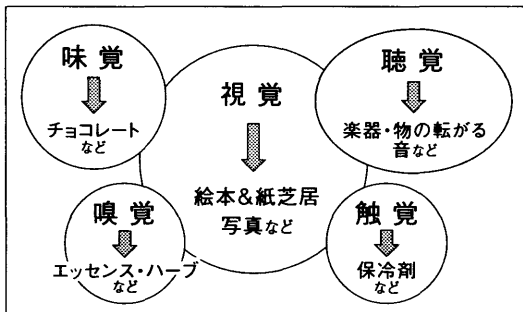 味覚
チョコレート
など
視覚
絵本&紙芝居
写真など
聴覚
楽器・物の転がる
音など
嗅覚
エッセンス・ハーブ
など
触覚
保冷剤
など